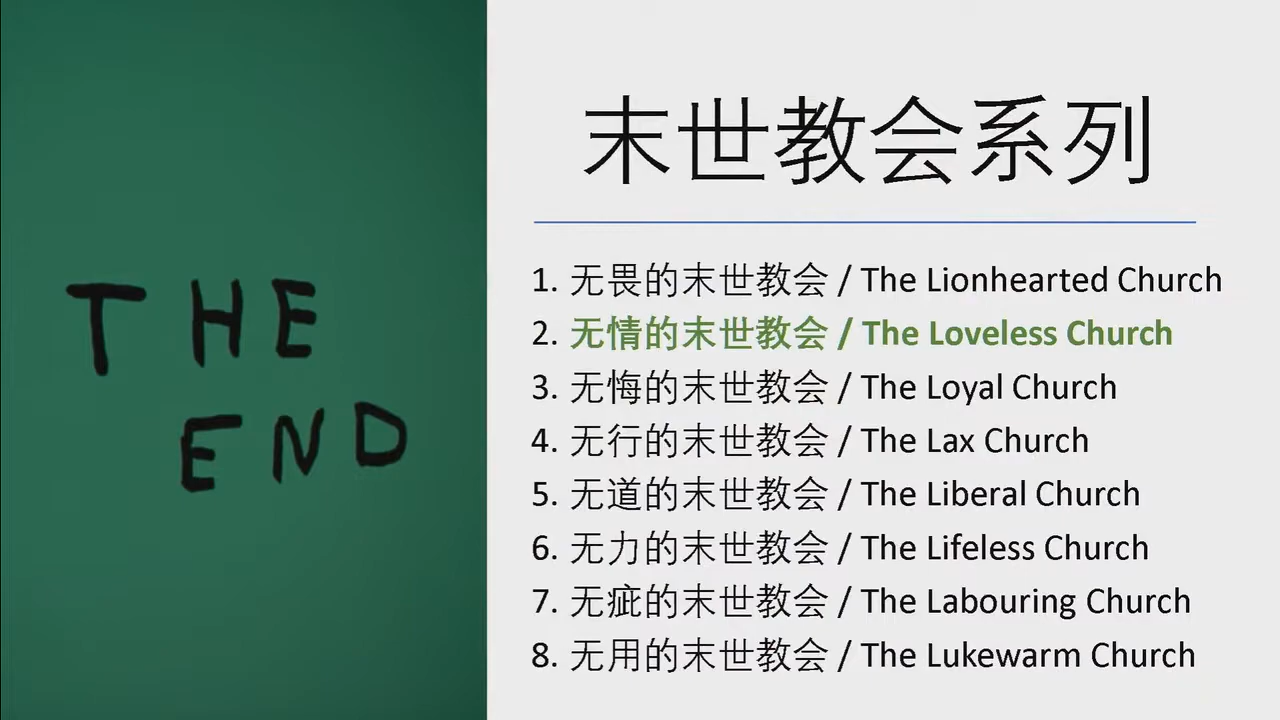 THE
END
末世教会系列
1. 无畏的末世教会 / The Lionhearted Church
2. 无情的末世教会 / The Loveless Church
3. 无悔的末世教会 / The Loyal Church
4. 无行的末世教会 / The Lax Church
5. 无道的末世教会 / The Liberal Church
6. 无力的末世教会 / The Lifeless Church
7. 无疵的末世教会 / The Labouring Church
8. 无用的末世教会 / The Lukewarm Church